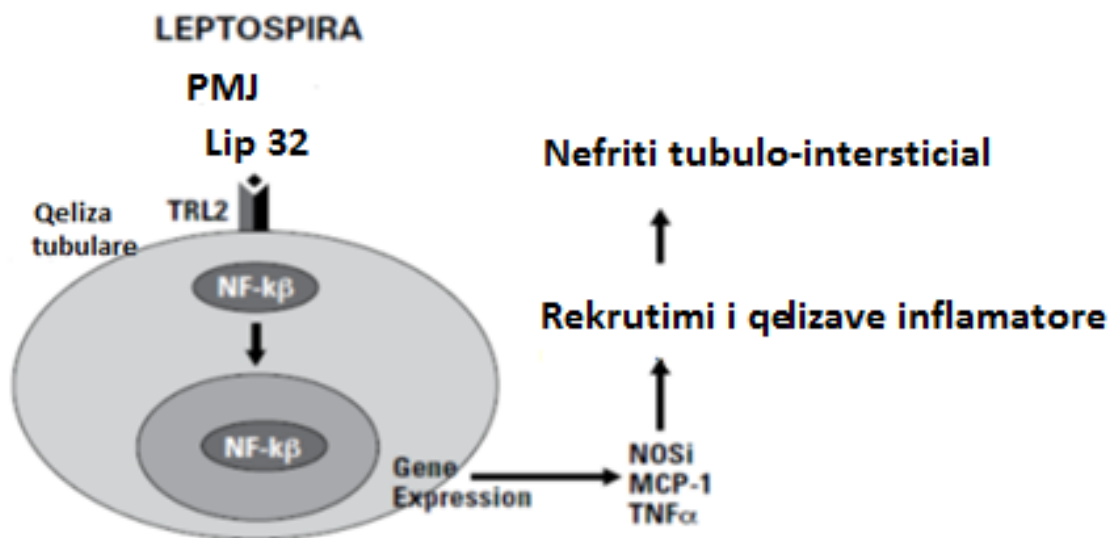 LEPTOSPIRA
PMJ
Lip 32
TRL2
Qeliza
tubulare
NF-kβ
NF-kβ
Gene
Expression
NOSi
MCP-1
TNFα
Rekrutimi i qelizave inflamatore
Nefriti tubulo-intersticial